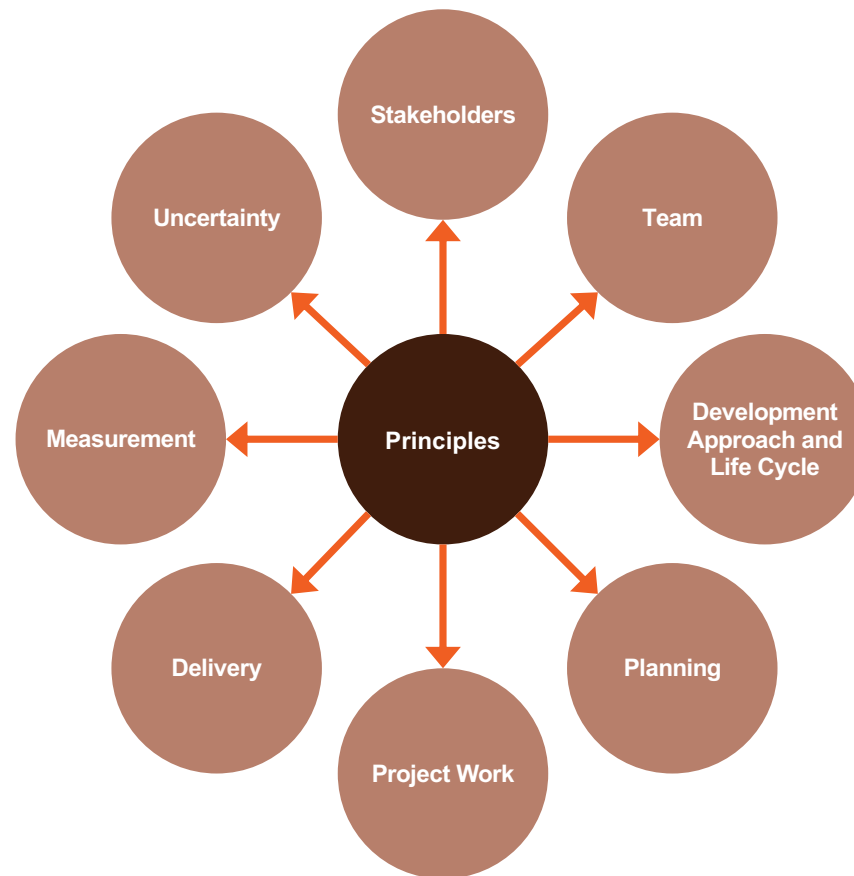 Stakeholders
Uncertainty
Team
Measurement
Principles
Development
Approach and
Life Cycle
Delivery
Planning
Project Work